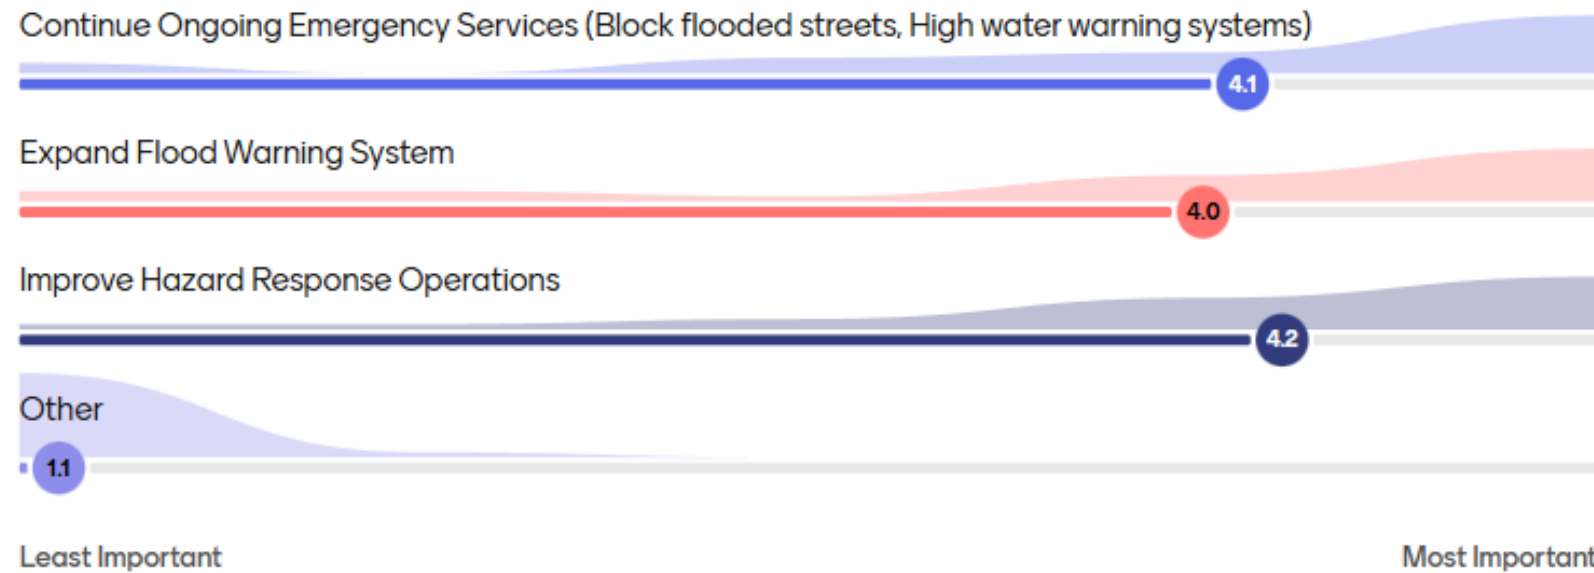 Continue Ongoing Emergency Services (Block flooded streets, High water warning systems)
4.1
Expand Flood Warning System
4.0
Improve Hazard Response Operations
4.2
Other
1.1
Least Important
Most Important